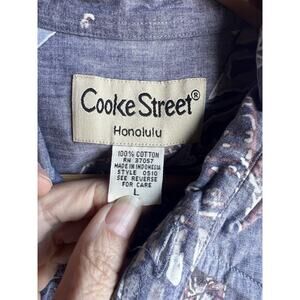 Cooke Street®
Honolulu
100% COTTON
RN 37057
MADE IN INDONESIA
STYLE 0510
SEE REVERSE
FOR CARE
L